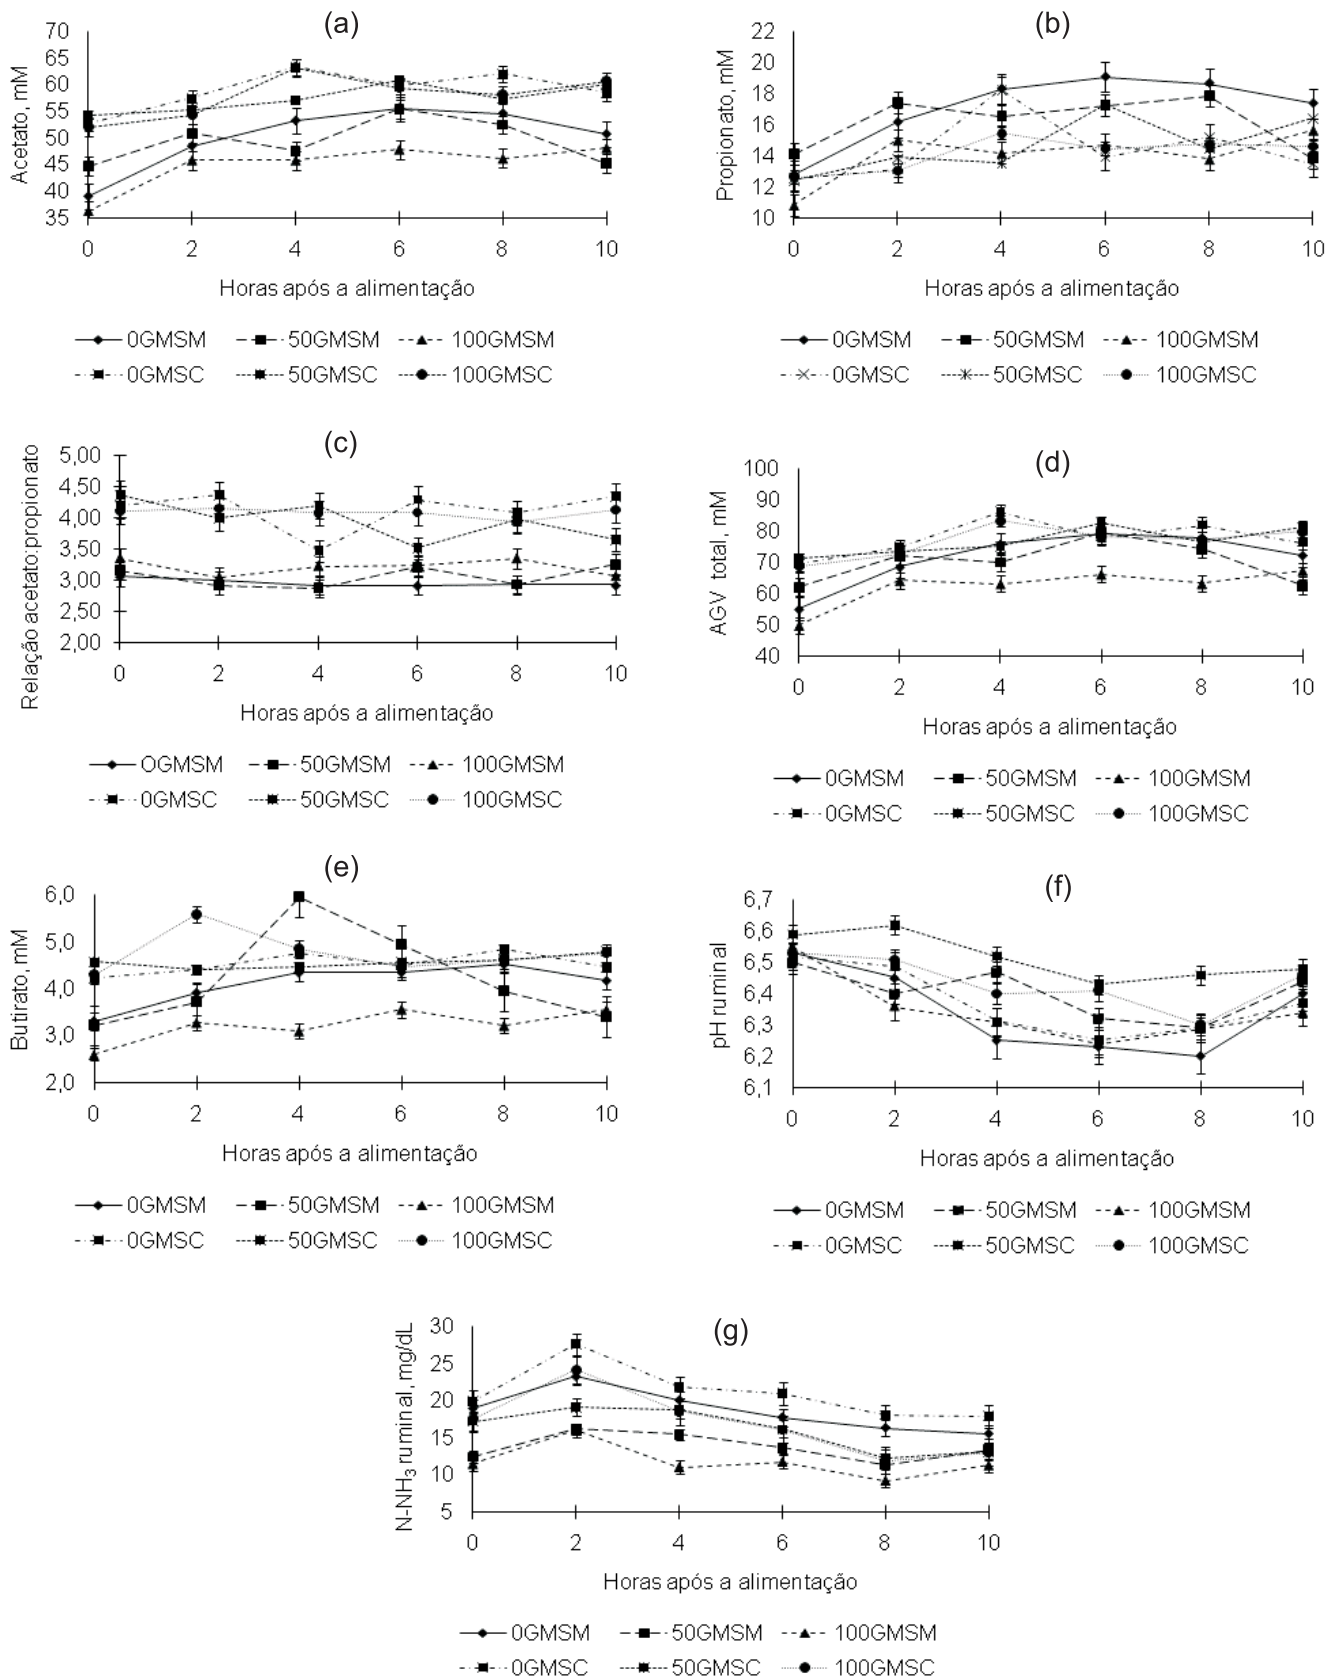 (a)
Acetato, mM
70
65
60
55
50
45
40
35
0 2 4 6 8 10
Horas após a alimentação
0GMSM 50GMSM 100GMSM
0GMSC 50GMSC 100GMSC
(b)
Propionato, mM
22
20
18
16
14
12
10
0 2 4 6 8 10
Horas após a alimentação
0GMSM 50GMSM 100GMSM
0GMSC 50GMSC 100GMSC
(c)
Relação acetato:propionato
5,00
4,50
4,00
3,50
3,00
2,50
2,00
0 2 4 6 8 10
Horas após a alimentação
OGMSM 50GMSM 100GMSM
0GMSC 50GMSC 100GMSC
(d)
AGV total, mM
100
90
80
70
60
50
40
0 2 4 6 8 10
Horas após a alimentação
0GMSM 50GMSM 100GMSM
0GMSC 50GMSC 100GMSC
(e)
Butirato, mM
6,0
5,0
4,0
3,0
2,0
0 2 4 6 8 10
Horas após a alimentação
0GMSM 50GMSM 100GMSM
0GMSC 50GMSC 100GMSC
(f)
pH ruminal
6,7
6,6
6,5
6,4
6,3
6,2
6,1
0 2 4 6 8 10
Horas após a alimentação
0GMSM 50GMSM 100GMSM
0GMSC 50GMSC 100GMSC
(g)
N-NH₃ ruminal, mg/dL
30
25
20
15
10
5
0 2 4 6 8 10
Horas após a alimentação
0GMSM 50GMSM 100GMSM
0GMSC 50GMSC 100GMSC